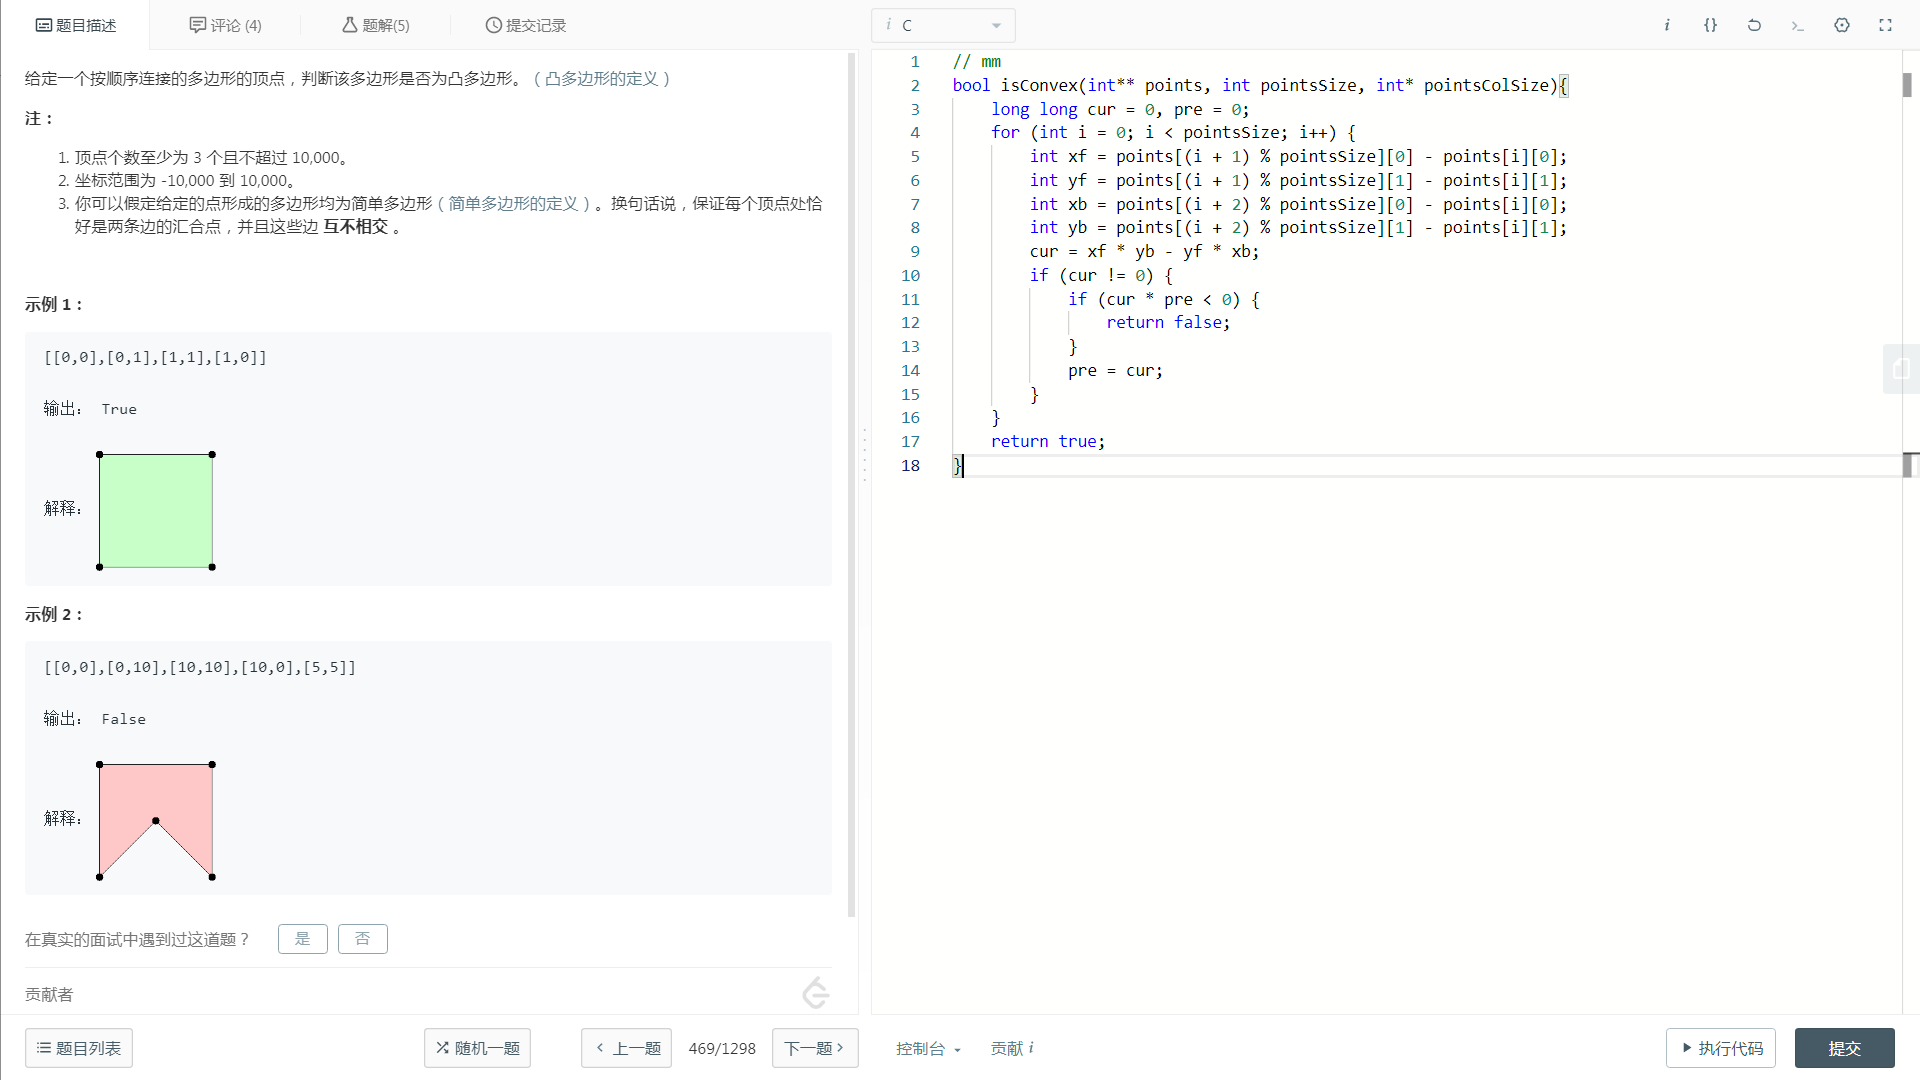 题目描述
评论 (4)
题解(5)
提交记录
给定一个按顺序连接的多边形的顶点，判断该多边形是否为凸多边形。（凸多边形的定义）
注：
1. 顶点个数至少为 3 个且不超过 10,000。
2. 坐标范围为 -10,000 到 10,000。
3. 你可以假定给定的点形成的多边形均为简单多边形（简单多边形的定义）。换句话说，保证每个顶点处恰
好是两条边的汇合点，并且这些边 互不相交 。
示例 1：
[[0,0],[0,1],[1,1],[1,0]]
输出： True
解释：
示例 2：
[[0,0],[0,10],[10,10],[10,0],[5,5]]
输出： False
解释：
在真实的面试中遇到过这道题？
是
否
贡献者
题目列表
随机一题
上一题
469/1298
下一题
i C
i {}
1 // mm
2 bool isConvex(int** points, int pointsSize, int* pointsColSize){
3 long long cur = 0, pre = 0;
4 for (int i = 0; i < pointsSize; i++) {
5 int xf = points[(i + 1) % pointsSize][0] - points[i][0];
6 int yf = points[(i + 1) % pointsSize][1] - points[i][1];
7 int xb = points[(i + 2) % pointsSize][0] - points[i][0];
8 int yb = points[(i + 2) % pointsSize][1] - points[i][1];
9 cur = xf * yb - yf * xb;
10 if (cur != 0) {
11 if (cur * pre < 0) {
12 return false;
13 }
14 pre = cur;
15 }
16 }
17 return true;
18 }
控制台
贡献 i
执行代码
提交